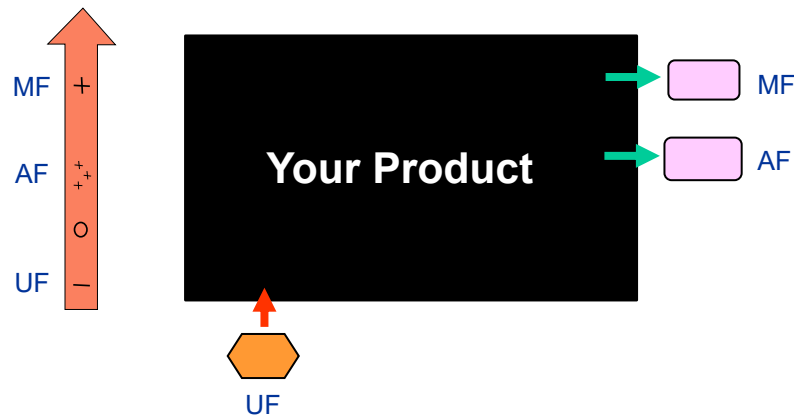 MF +
MF
Your Product
AF +++
AF
O
UF —
UF